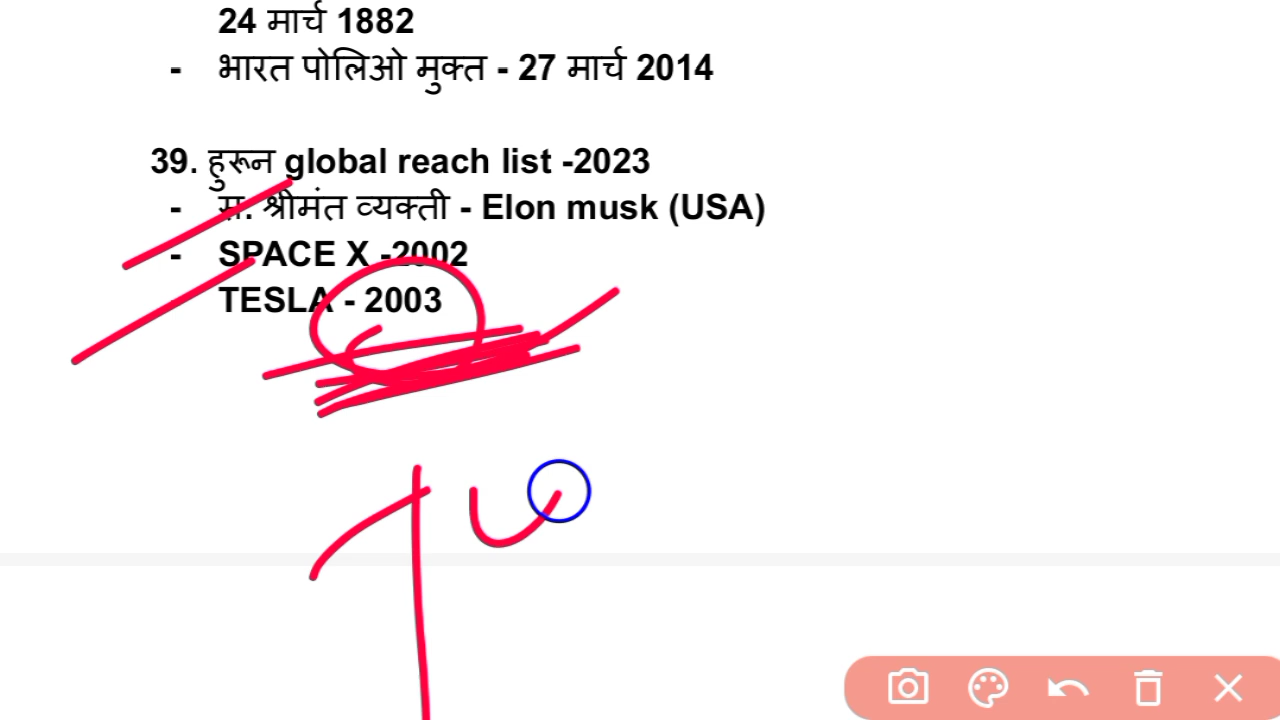 24 मार्च 1882
- भारत पोलिओ मुक्त - 27 मार्च 2014
39. हुरून global reach list -2023
- स. श्रीमंत व्यक्ती - Elon musk (USA)
- SPACE X -2002
- TESLA - 2003